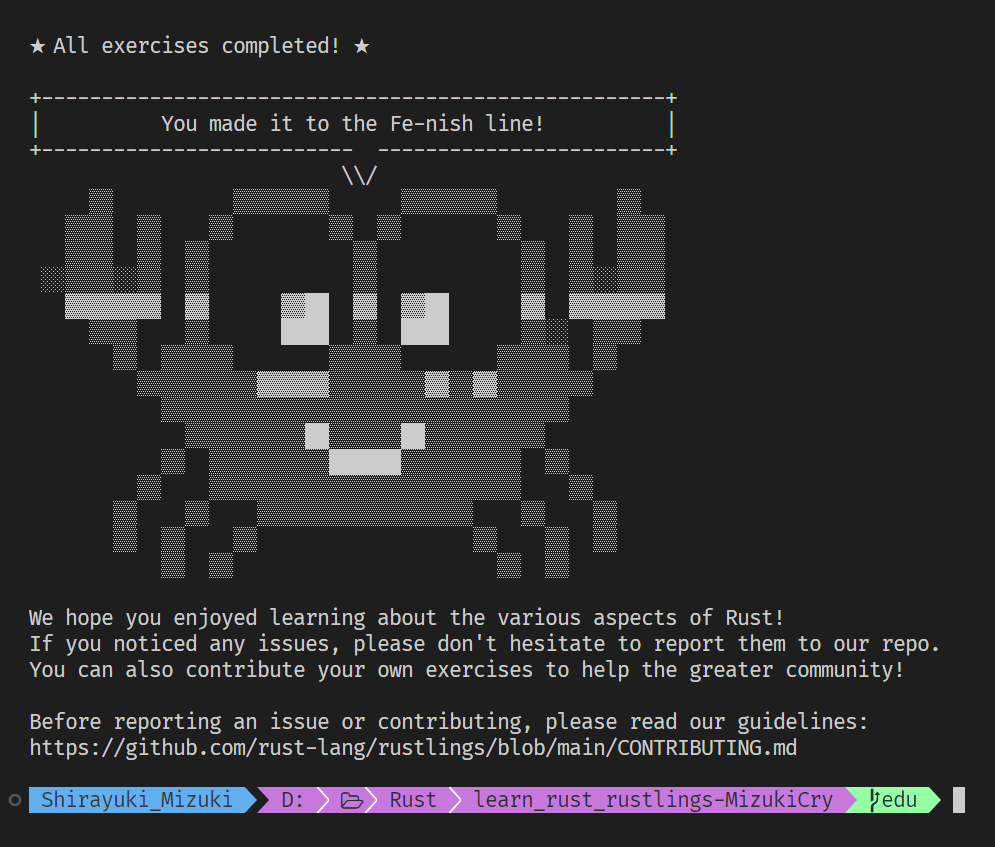 ★ All exercises completed! ★
+----------------------------------------------------+
| You made it to the Fe-nish line! |
+-------------------------- ------------------------+
\\/
We hope you enjoyed learning about the various aspects of Rust!
If you noticed any issues, please don't hesitate to report them to our repo.
You can also contribute your own exercises to help the greater community!
Before reporting an issue or contributing, please read our guidelines:
https://github.com/rust-lang/rustlings/blob/main/CONTRIBUTING.md
Shirayuki_Mizuki D: Rust learn_rust_rustlings-MizukiCry edu